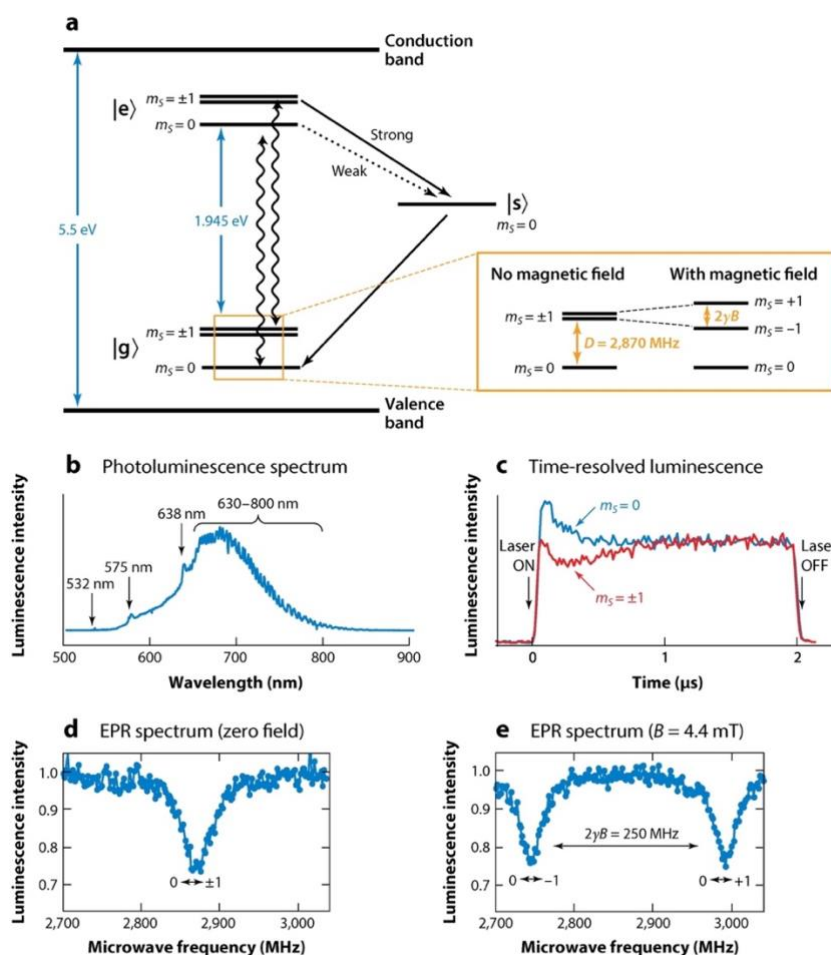 a
Conduction
band
|e⟩
mS = ±1
mS = 0
Strong
Weak
|s⟩
mS = 0
5.5 eV
1.945 eV
No magnetic field
With magnetic field
mS = ±1
mS = +1
2γB
mS = −1
D = 2,870 MHz
mS = 0
mS = 0
|g⟩
mS = ±1
mS = 0
Valence
band
b Photoluminescence spectrum
Luminescence intensity
532 nm
575 nm
638 nm
630–800 nm
500 600 700 800 900
Wavelength (nm)
c Time-resolved luminescence
Luminescence intensity
Laser
ON
mS = 0
mS = ±1
Laser
OFF
0 1 2
Time (μs)
d EPR spectrum (zero field)
Luminescence intensity
1.0
0.9
0.8
0.7
0 ±1
2,700 2,800 2,900 3,000
Microwave frequency (MHz)
e EPR spectrum (B = 4.4 mT)
Luminescence intensity
1.0
0.9
0.8
0.7
2γB = 250 MHz
0 −1
0 +1
2,700 2,800 2,900 3,000
Microwave frequency (MHz)